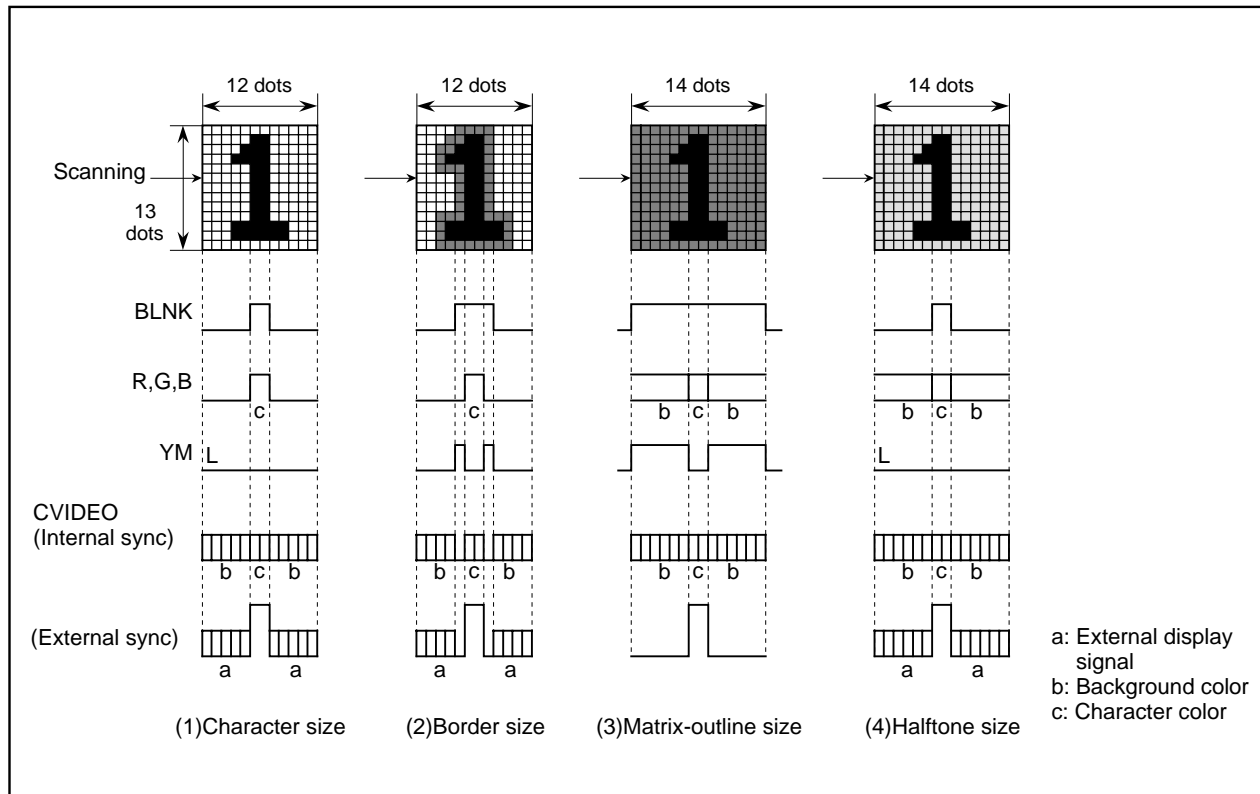 12 dots
12 dots
14 dots
14 dots
Scanning
13
dots
BLNK
R,G,B
c
c
b c b
b c b
YM
L
L
CVIDEO
(Internal sync)
b c b
b c b
b c b
b c b
(External sync)
a a
a a
a a
a: External display
signal
b: Background color
c: Character color
(1)Character size
(2)Border size
(3)Matrix-outline size
(4)Halftone size